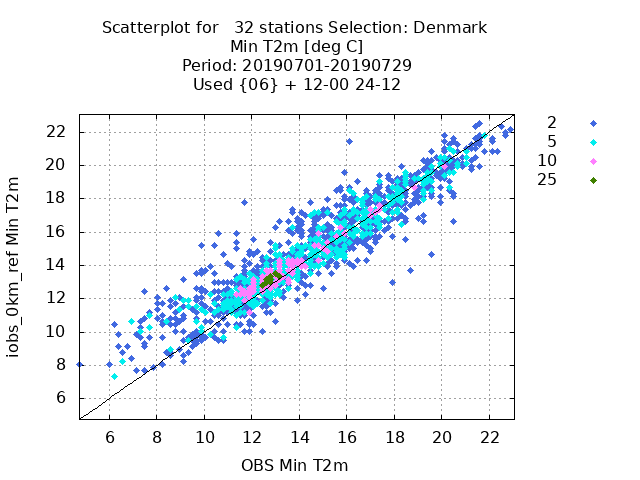 Scatterplot for 32 stations Selection: Denmark
Min T2m [deg C]
Period: 20190701-20190729
Used {06} + 12-00 24-12
2
5
10
25
22
20
18
16
14
12
10
8
6
iobs_0km_ref Min T2m
6 8 10 12 14 16 18 20 22
OBS Min T2m